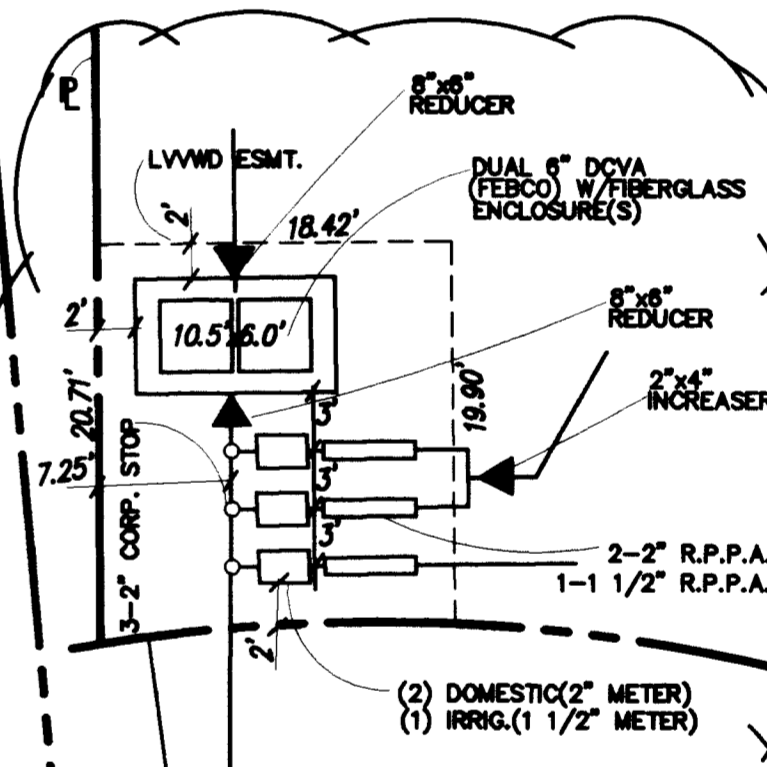 PL
8"x6"
REDUCER
LVVWD ESMT.
DUAL 6" DCVA
(FEBCO) W/FIBERGLASS
ENCLOSURE(S)
2'
18.42'
2'
10.5'x6.0'
8"x6"
REDUCER
20.71'
19.90'
2"x4"
INCREASER
3'
7.25'
3-2" CORP. STOP
3'
3'
2-2" R.P.P.A.
1-1 1/2" R.P.P.A.
2'
(2) DOMESTIC(2" METER)
(1) IRRIG.(1 1/2" METER)